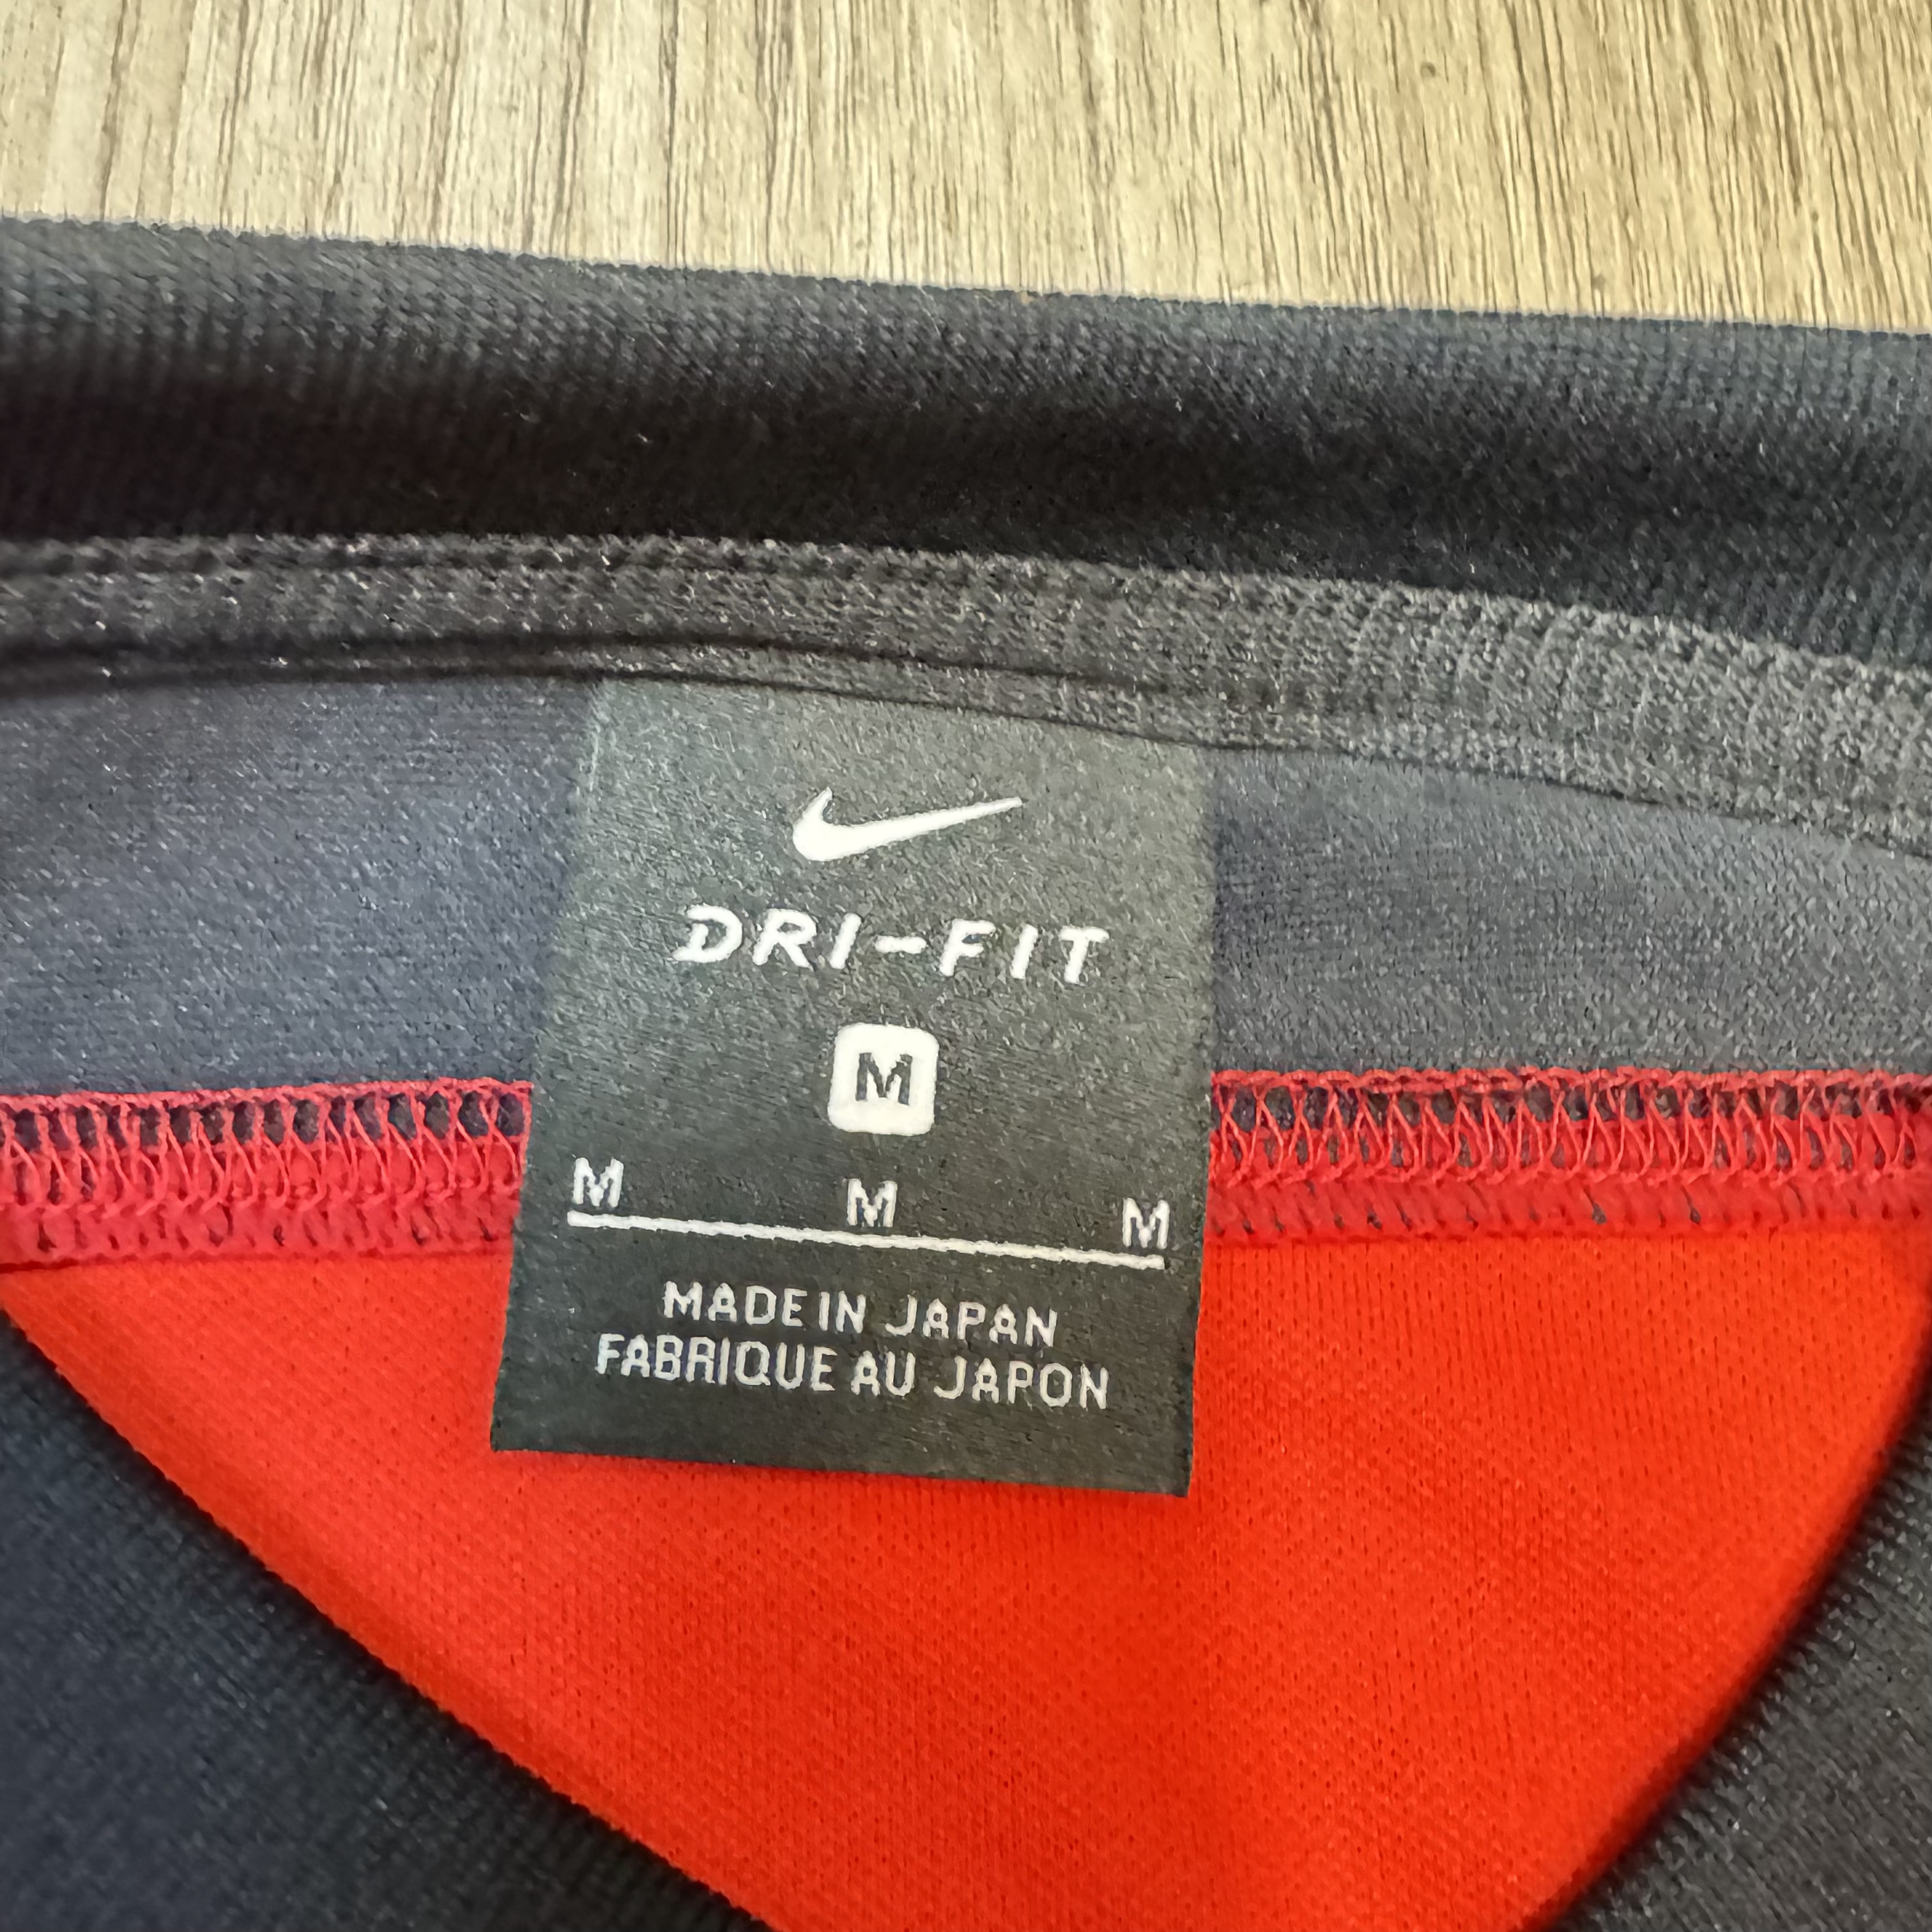 DRI-FIT
M
M M M
MADE IN JAPAN
FABRIQUE AU JAPON